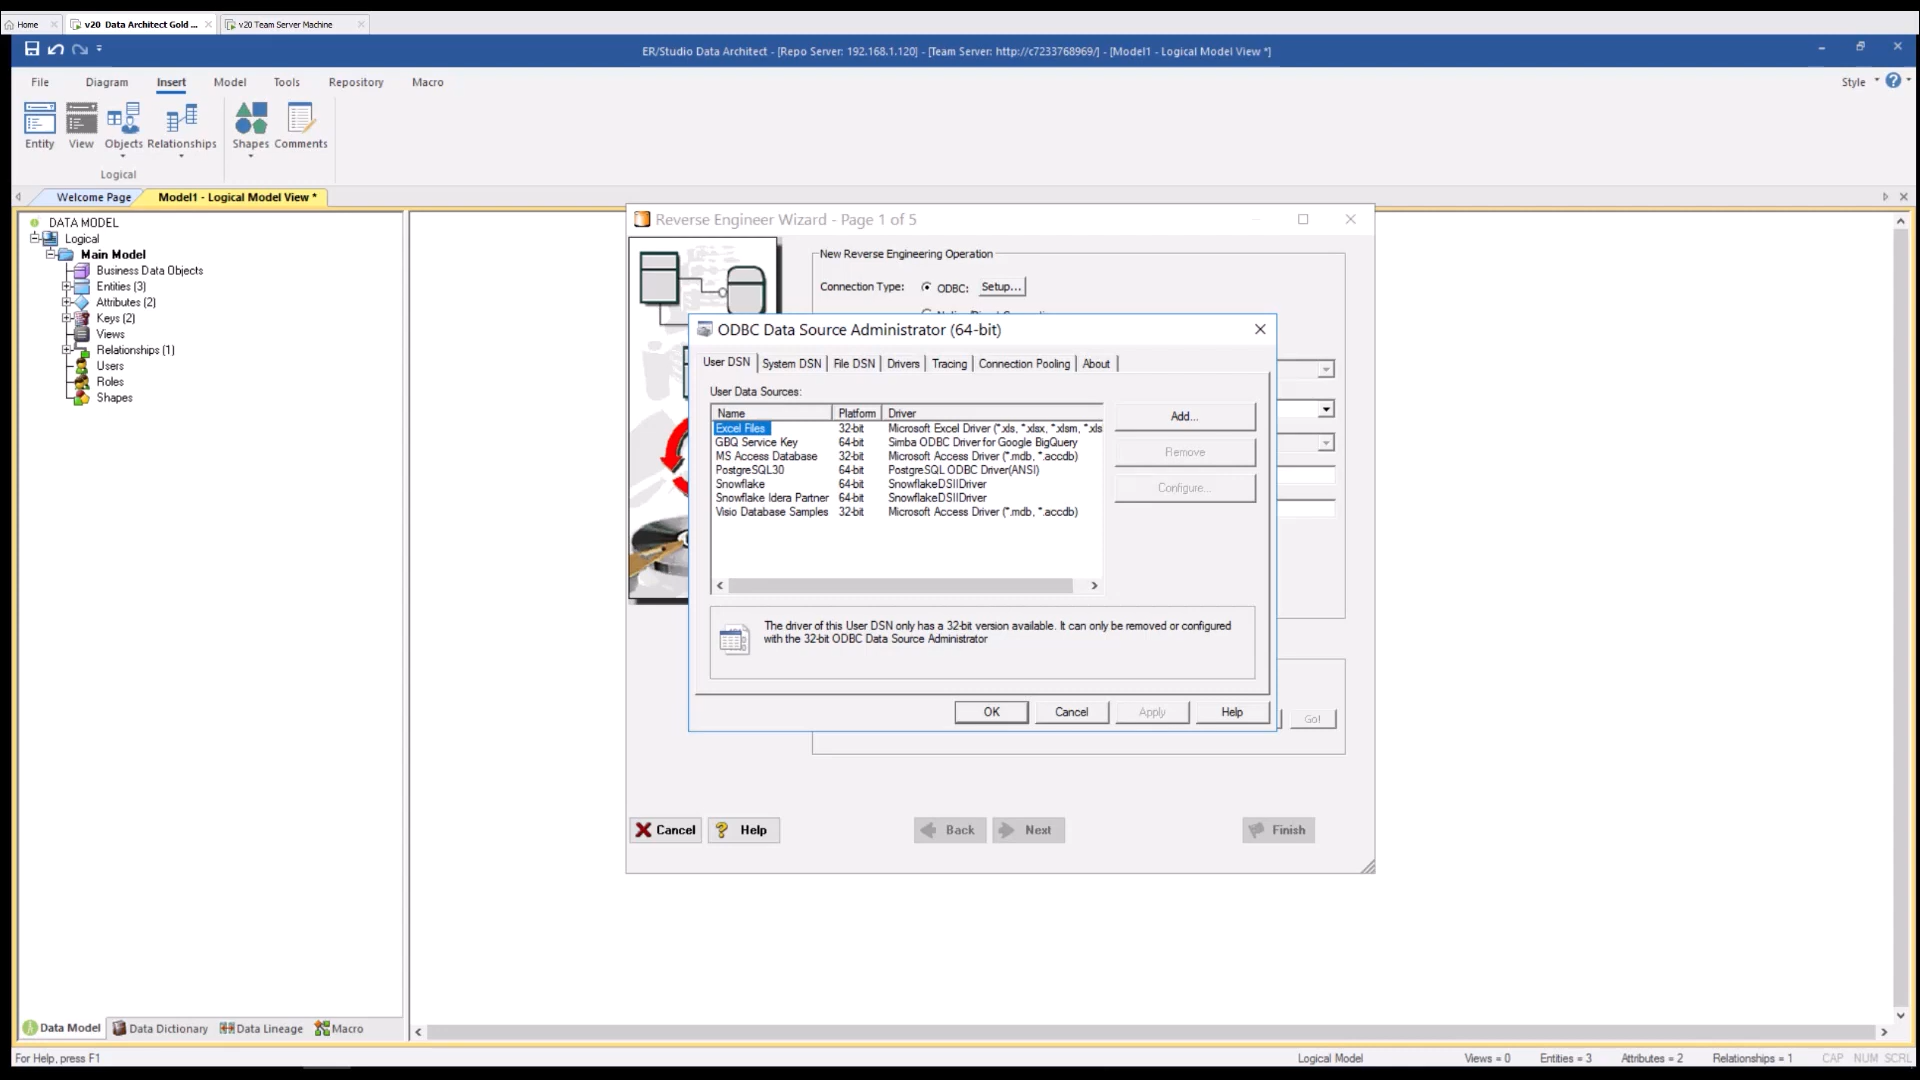 Home
v20 Data Architect Gold ...
v20 Team Server Machine
ER/Studio Data Architect - [Repo Server: 192.168.1.120] - [Team Server: http://c7233768969/] - [Model1 - Logical Model View *]
File Diagram Insert Model Tools Repository Macro
Style
Entity View Objects Relationships Shapes Comments
Logical
Welcome Page
Model1 - Logical Model View *
DATA MODEL
Logical
Main Model
Business Data Objects
Entities (3)
Attributes (2)
Keys (2)
Views
Relationships (1)
Users
Roles
Shapes
Reverse Engineer Wizard - Page 1 of 5
New Reverse Engineering Operation
Connection Type: ODBC: Setup...
ODBC Data Source Administrator (64-bit)
User DSN System DSN File DSN Drivers Tracing Connection Pooling About
User Data Sources:
Name Platform Driver
Excel Files 32-bit Microsoft Excel Driver (*.xls, *.xlsx, *.xlsm, *.xls
GBQ Service Key 64-bit Simba ODBC Driver for Google BigQuery
MS Access Database 32-bit Microsoft Access Driver (*.mdb, *.accdb)
PostgreSQL30 64-bit PostgreSQL ODBC Driver(ANSI)
Snowflake 64-bit SnowflakeDSIIDriver
Snowflake Idera Partner 64-bit SnowflakeDSIIDriver
Visio Database Samples 32-bit Microsoft Access Driver (*.mdb, *.accdb)
Add...
Remove
Configure...
The driver of this User DSN only has a 32-bit version available. It can only be removed or configured
with the 32-bit ODBC Data Source Administrator
OK Cancel Apply Help
Go!
Cancel Help Back Next Finish
Data Model Data Dictionary Data Lineage Macro
For Help, press F1
Logical Model Views = 0 Entities = 3 Attributes = 2 Relationships = 1 CAP NUM SCRL